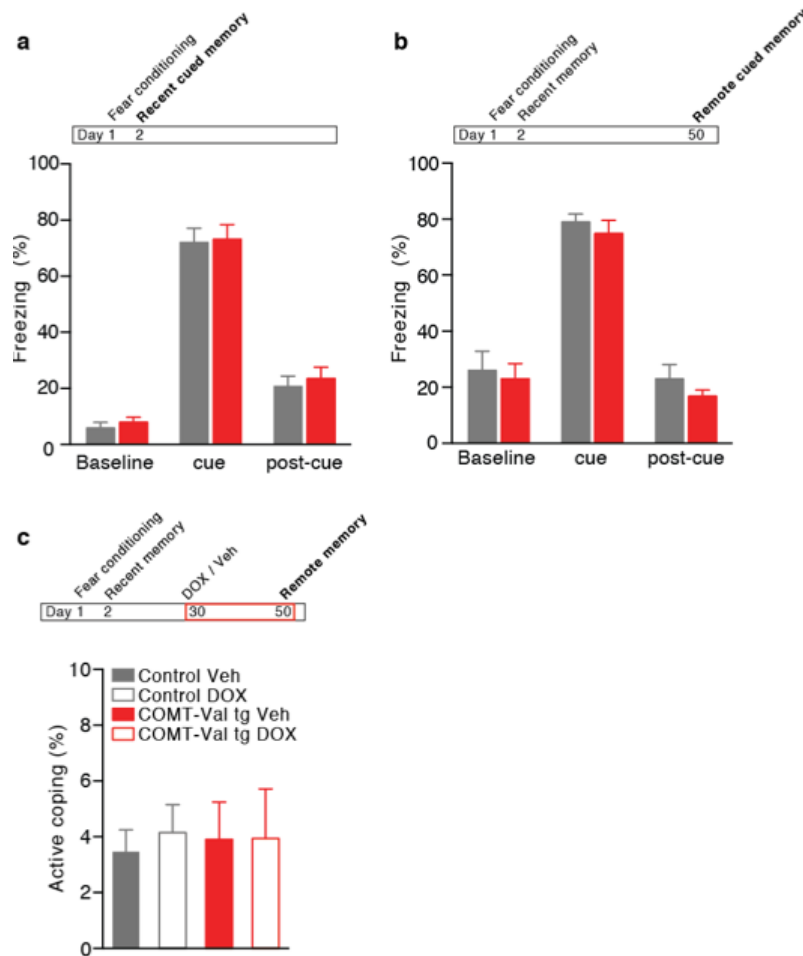 a
Fear conditioning
Recent cued memory
Day 1 2
100
80
60
40
20
0
Freezing (%)
Baseline cue post-cue
b
Fear conditioning
Recent memory
Remote cued memory
Day 1 2 50
100
80
60
40
20
0
Freezing (%)
Baseline cue post-cue
c
Fear conditioning
Recent memory
DOX / Veh
Remote memory
Day 1 2 30 50
10
8
6
4
2
0
Active coping (%)
Control Veh
Control DOX
COMT-Val tg Veh
COMT-Val tg DOX